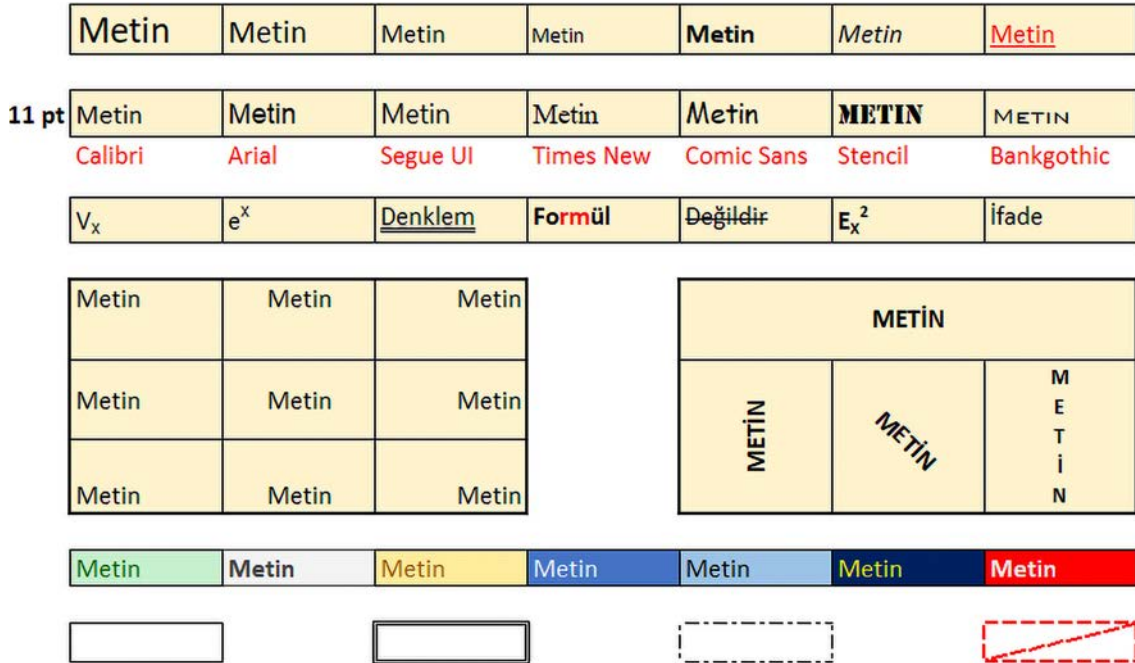 Metin Metin Metin Metin Metin Metin Metin
11 pt Metin Metin Metin Metin Metin METIN METIN
Calibri Arial Segue UI Times New Comic Sans Stencil Bankgothic
Vx eˣ Denklem Formül Değildir Eₓ² İfade
Metin Metin Metin
METİN
Metin Metin Metin
METİN METİN METİN
Metin Metin Metin
Metin Metin Metin Metin Metin Metin Metin